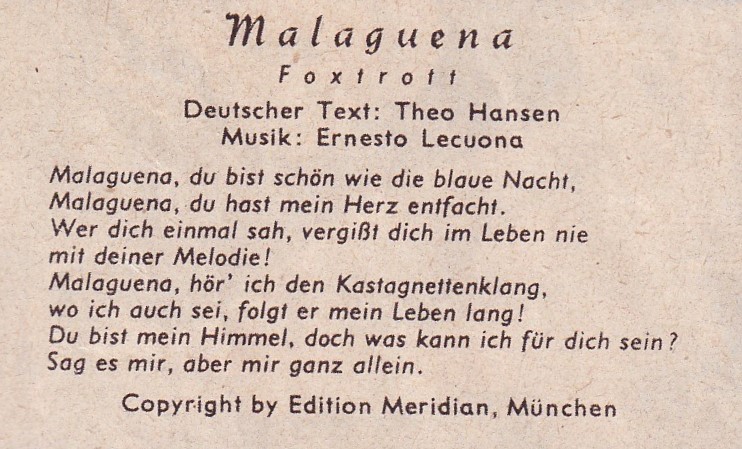 Malaguena
Foxtrott
Deutscher Text: Theo Hansen
Musik: Ernesto Lecuona
Malaguena, du bist schön wie die blaue Nacht,
Malaguena, du hast mein Herz entfacht.
Wer dich einmal sah, vergißt dich im Leben nie
mit deiner Melodie!
Malaguena, hör' ich den Kastagnettenklang,
wo ich auch sei, folgt er mein Leben lang!
Du bist mein Himmel, doch was kann ich für dich sein?
Sag es mir, aber mir ganz allein.
Copyright by Edition Meridian, München